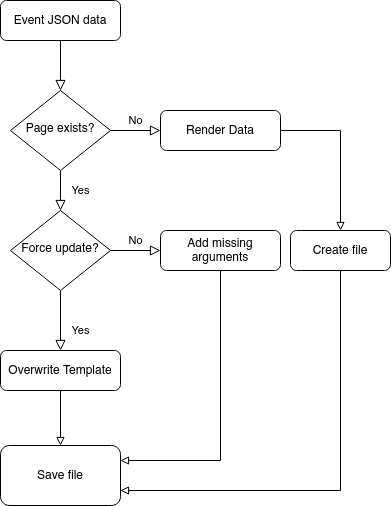 Event JSON data
Page exists?
No
Render Data
Yes
Force update?
No
Add missing
arguments
Create file
Yes
Overwrite Template
Save file